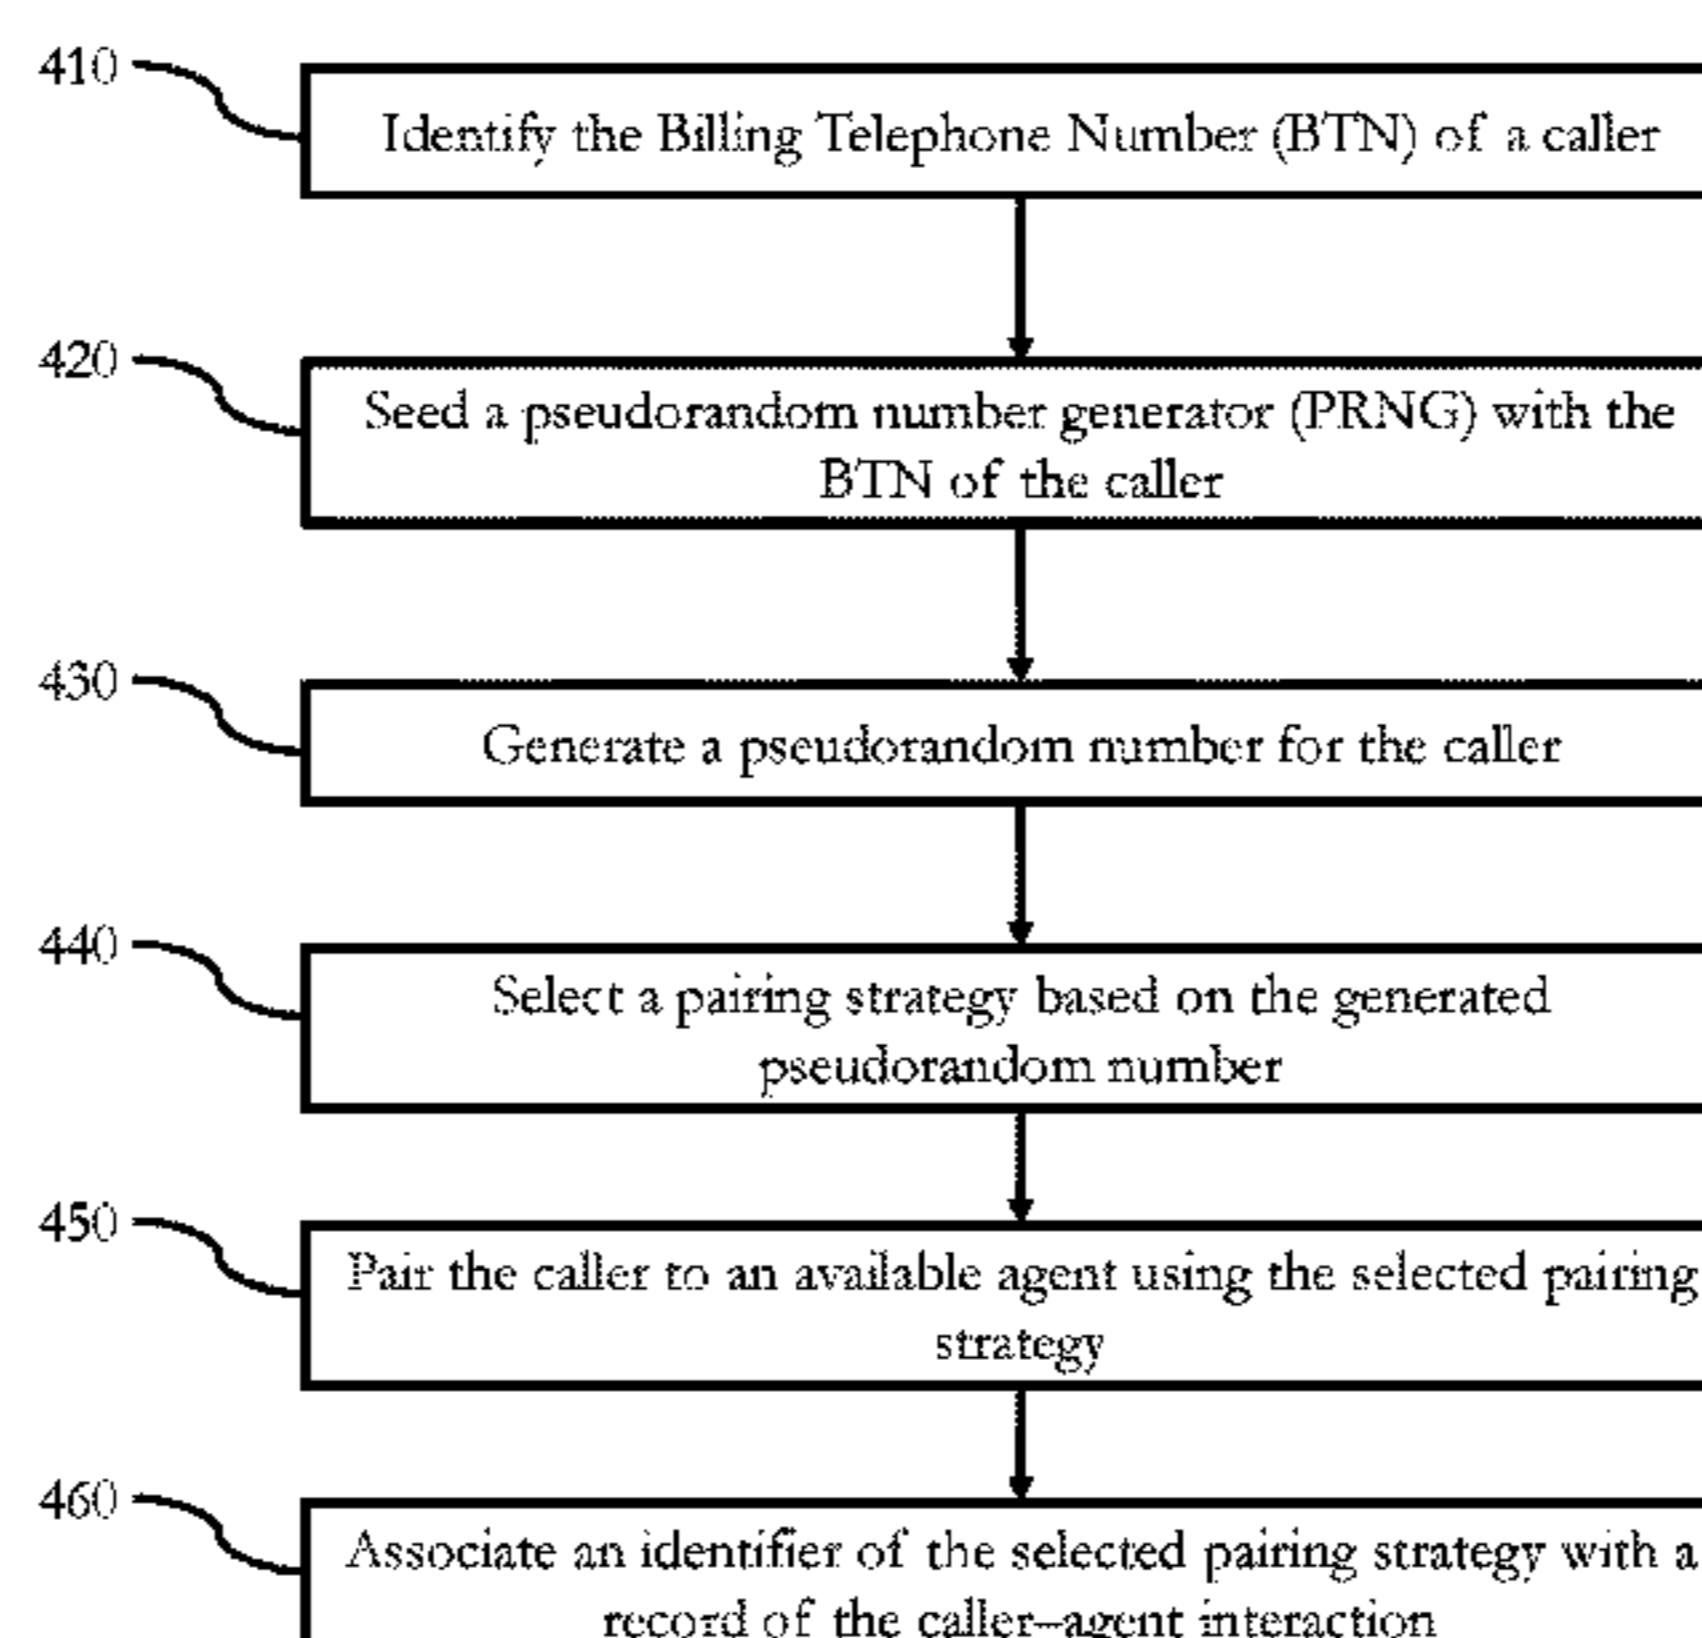 410
Identify the Billing Telephone Number (BTN) of a caller
420
Seed a pseudorandom number generator (PRNG) with the
BTN of the caller
430
Generate a pseudorandom number for the caller
440
Select a pairing strategy based on the generated
pseudorandom number
450
Pair the caller to an available agent using the selected pairing
strategy
460
Associate an identifier of the selected pairing strategy with a
record of the caller–agent interaction